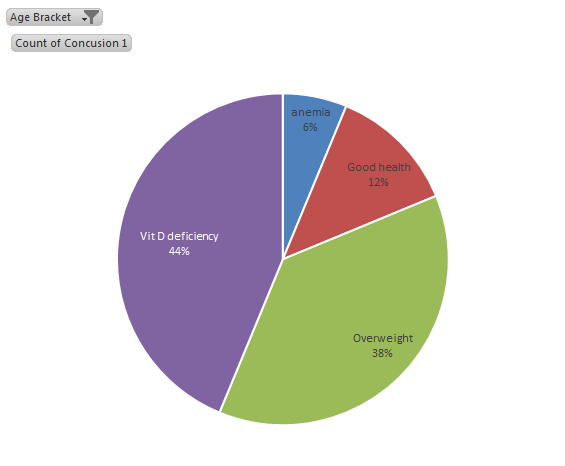 Age Bracket
Count of Concusion 1
anemia
6%
Good health
12%
Vit D deficiency
44%
Overweight
38%